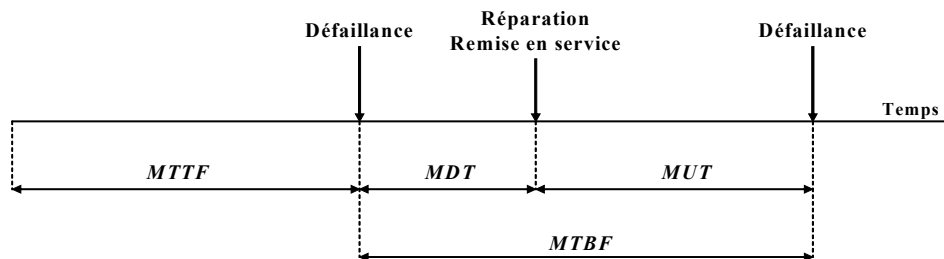 Défaillance
Réparation
Remise en service
Défaillance
Temps
MTTF
MDT
MUT
MTBF